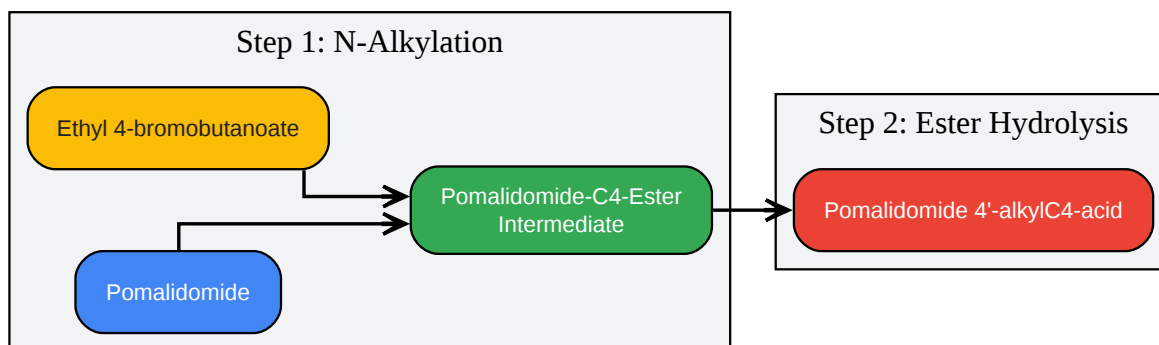 Step 1: N-Alkylation
Ethyl 4-bromobutanoate
Pomalidomide
Pomalidomide-C4-Ester
Intermediate
Step 2: Ester Hydrolysis
Pomalidomide 4'-alkylC4-acid